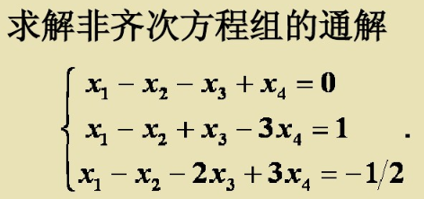 求解非齐次方程组的通解
x₁ − x₂ − x₃ + x₄ = 0
x₁ − x₂ + x₃ − 3x₄ = 1 .
x₁ − x₂ − 2x₃ + 3x₄ = −1/2